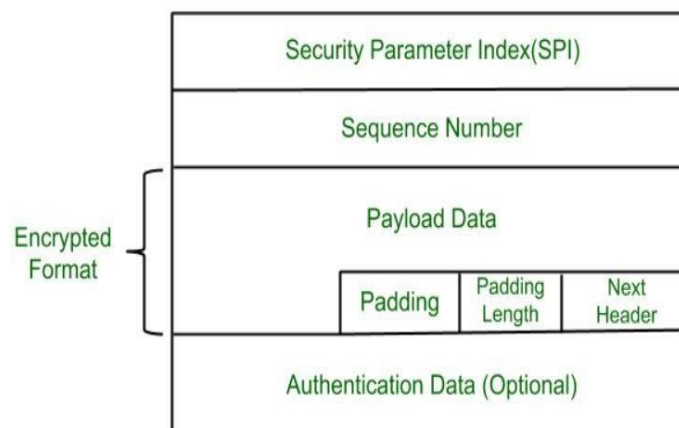 Security Parameter Index(SPI)
Sequence Number
Encrypted
Format
Payload Data
Padding
Padding
Length
Next
Header
Authentication Data (Optional)